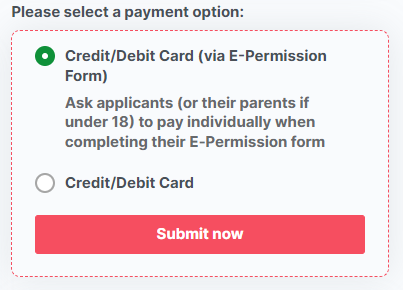 Please select a payment option:
Credit/Debit Card (via E-Permission
Form)
Ask applicants (or their parents if
under 18) to pay individually when
completing their E-Permission form
Credit/Debit Card
Submit now